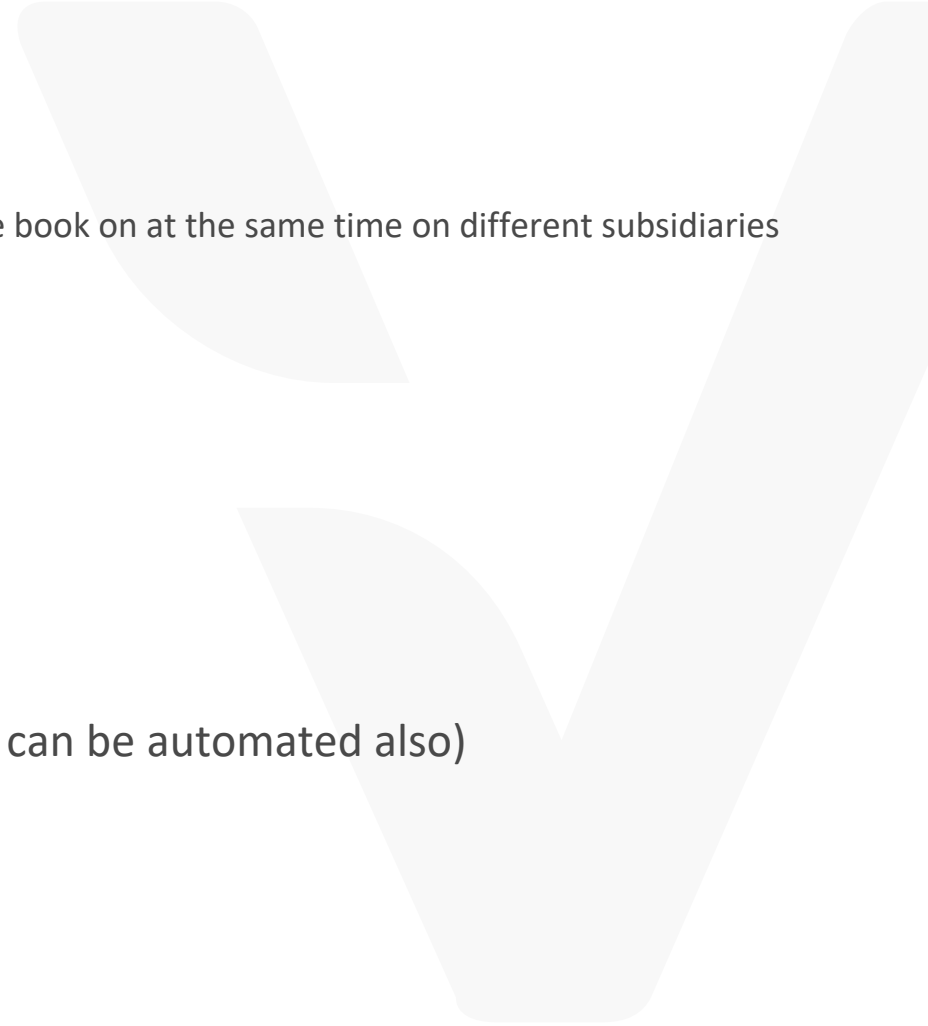 book on at the same time on different subsidiaries
can be automated also)